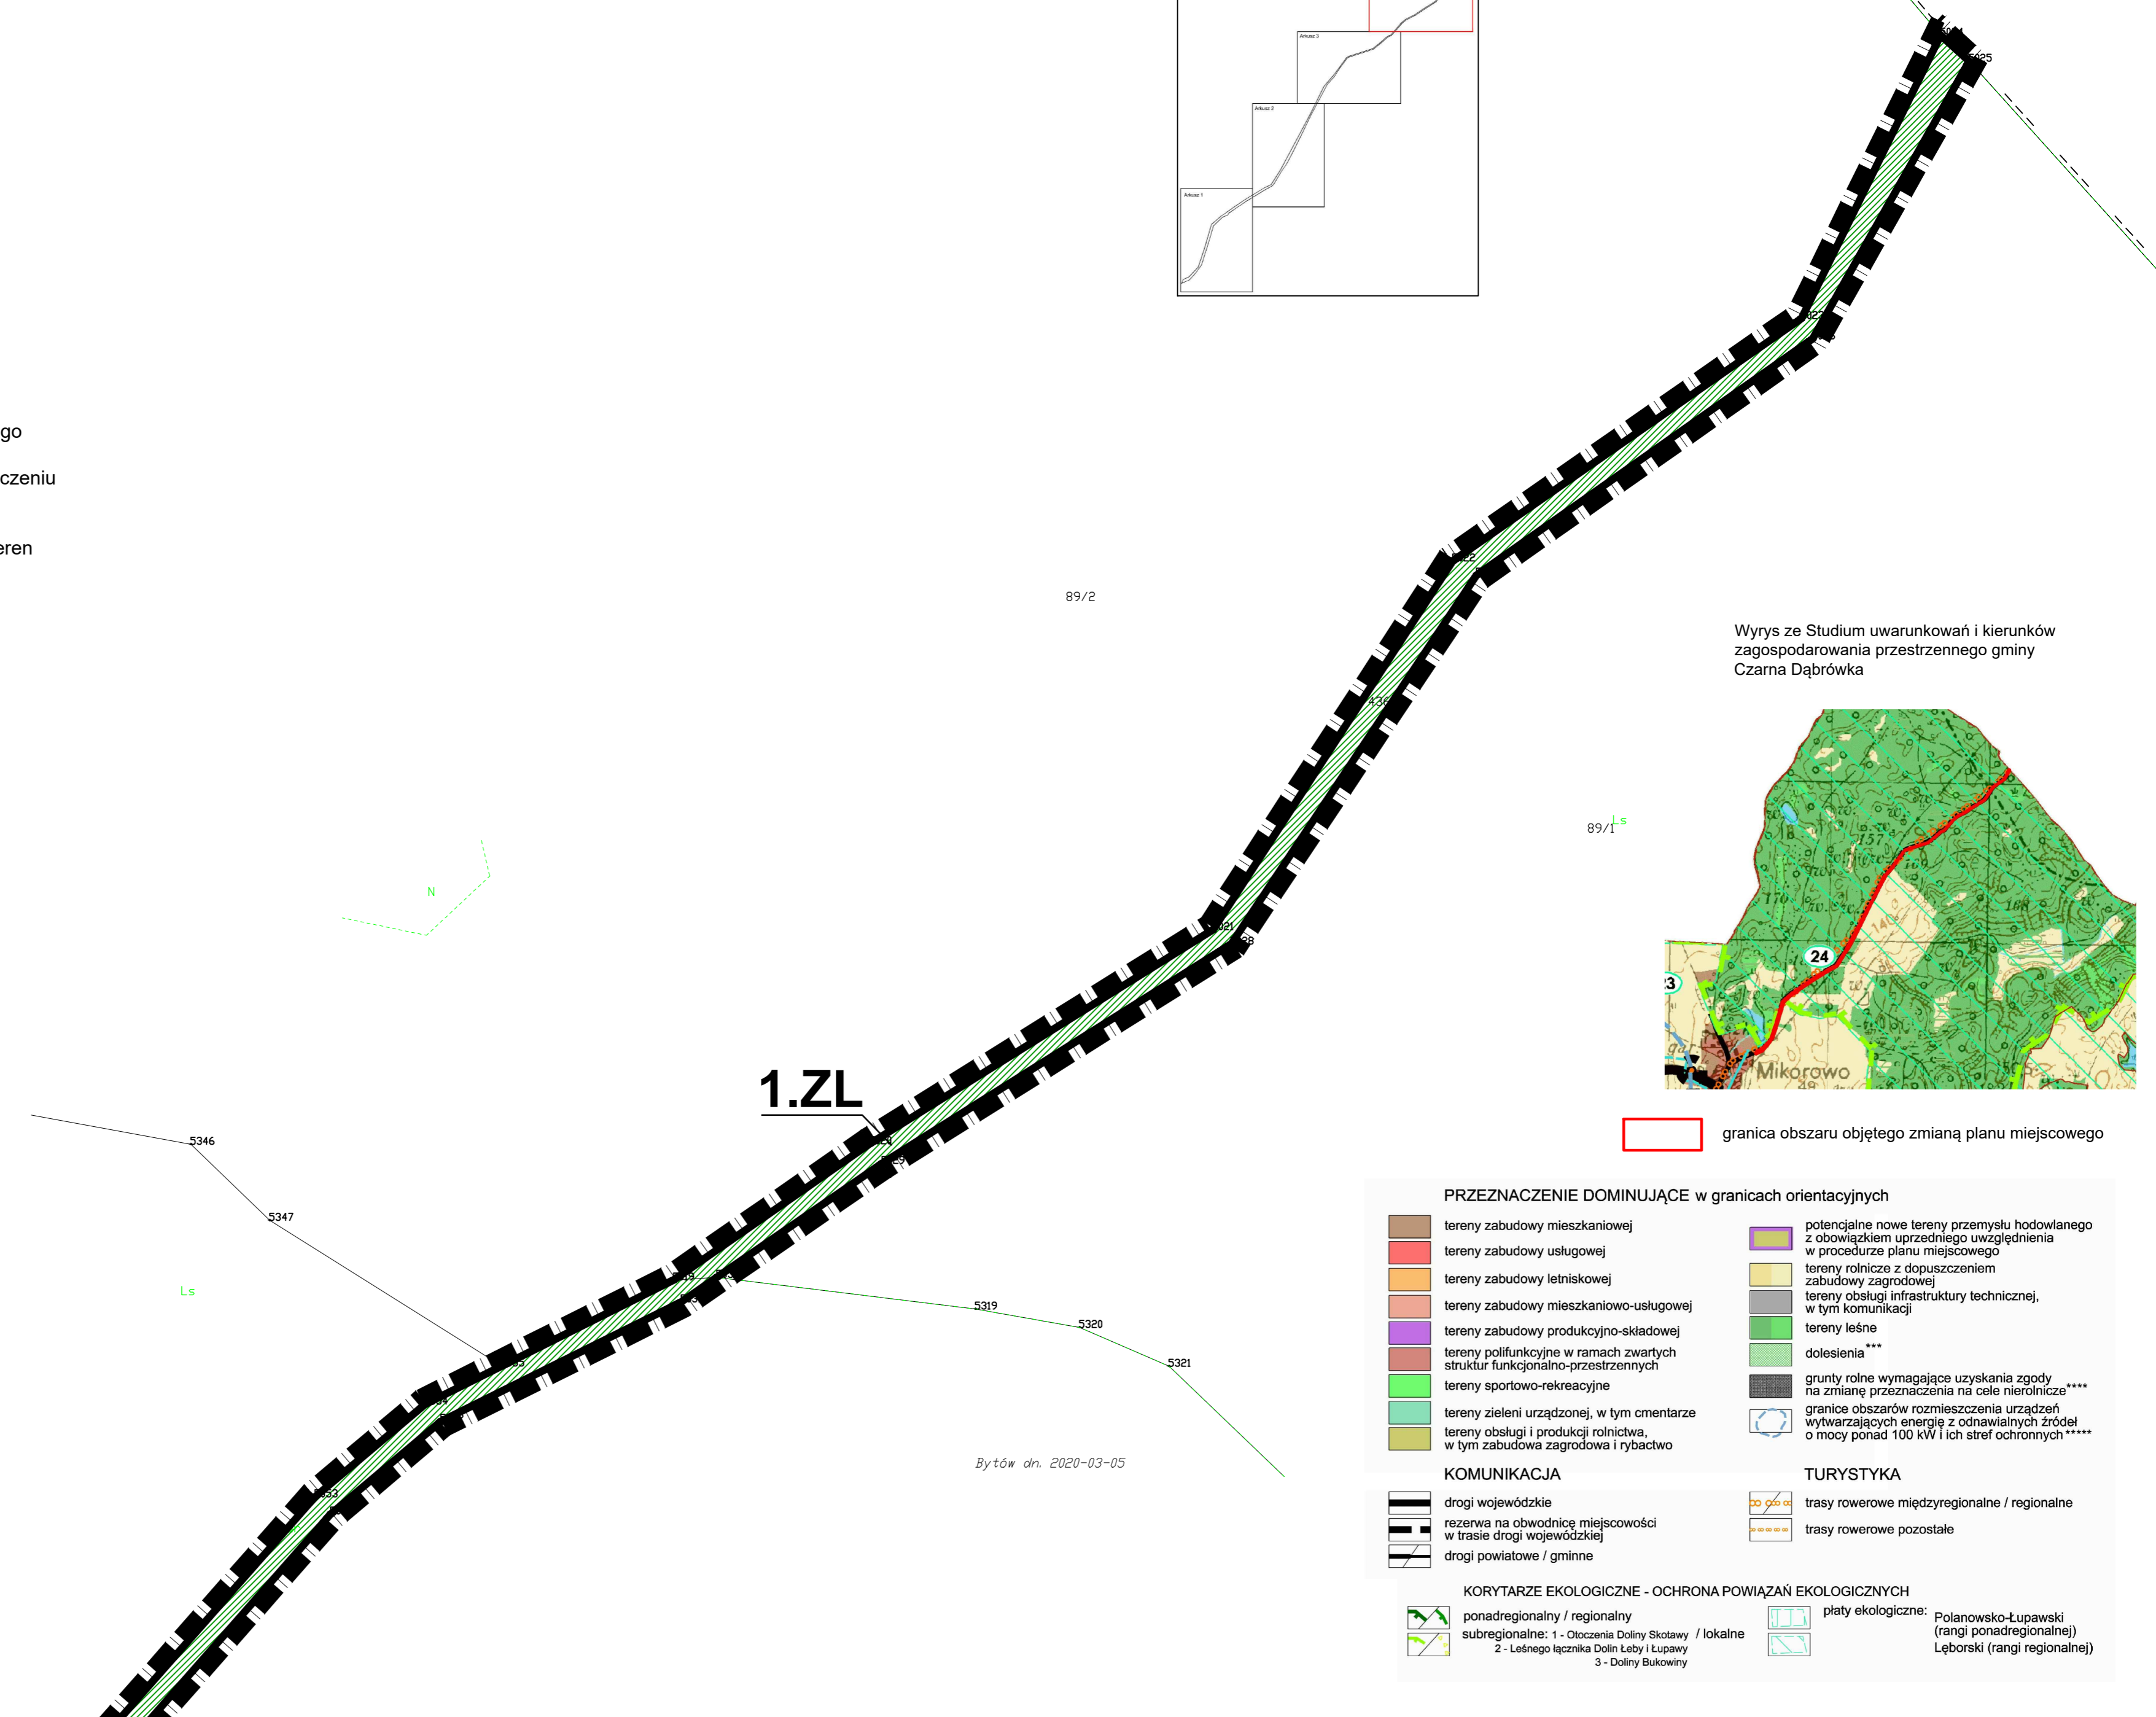 Arkusz 3
Arkusz 2
Arkusz 1
5025
go
czeniu
eren
89/2
436
89/1
Ls
N
1.ZL
5346
5347
5319
5320
5321
Ls
Bytów dn. 2020-03-05
Wyrys ze Studium uwarunkowań i kierunków
zagospodarowania przestrzennego gminy
Czarna Dąbrówka
24
Mikorowo
granica obszaru objętego zmianą planu miejscowego
PRZEZNACZENIE DOMINUJĄCE w granicach orientacyjnych
tereny zabudowy mieszkaniowej
tereny zabudowy usługowej
tereny zabudowy letniskowej
tereny zabudowy mieszkaniowo-usługowej
tereny zabudowy produkcyjno-składowej
tereny polifunkcyjne w ramach zwartych
struktur funkcjonalno-przestrzennych
tereny sportowo-rekreacyjne
tereny zieleni urządzonej, w tym cmentarze
tereny obsługi i produkcji rolnictwa,
w tym zabudowa zagrodowa i rybactwo
potencjalne nowe tereny przemysłu hodowlanego
z obowiązkiem uprzedniego uwzględnienia
w procedurze planu miejscowego
tereny rolnicze z dopuszczeniem
zabudowy zagrodowej
tereny obsługi infrastruktury technicznej,
w tym komunikacji
tereny leśne
dolesienia***
grunty rolne wymagające uzyskania zgody
na zmianę przeznaczenia na cele nierolnicze****
granice obszarów rozmieszczenia urządzeń
wytwarzających energię z odnawialnych źródeł
o mocy ponad 100 kW i ich stref ochronnych*****
KOMUNIKACJA
drogi wojewódzkie
rezerwa na obwodnicę miejscowości
w trasie drogi wojewódzkiej
drogi powiatowe / gminne
TURYSTYKA
trasy rowerowe międzyregionalne / regionalne
trasy rowerowe pozostałe
KORYTARZE EKOLOGICZNE - OCHRONA POWIĄZAŃ EKOLOGICZNYCH
ponadregionalny / regionalny
subregionalne: 1 - Otoczenia Doliny Skotawy / lokalne
2 - Leśnego łącznika Dolin Łeby i Łupawy
3 - Doliny Bukowiny
płaty ekologiczne:
Polanowsko-Łupawski
(rangi ponadregionalnej)
Lęborski (rangi regionalnej)